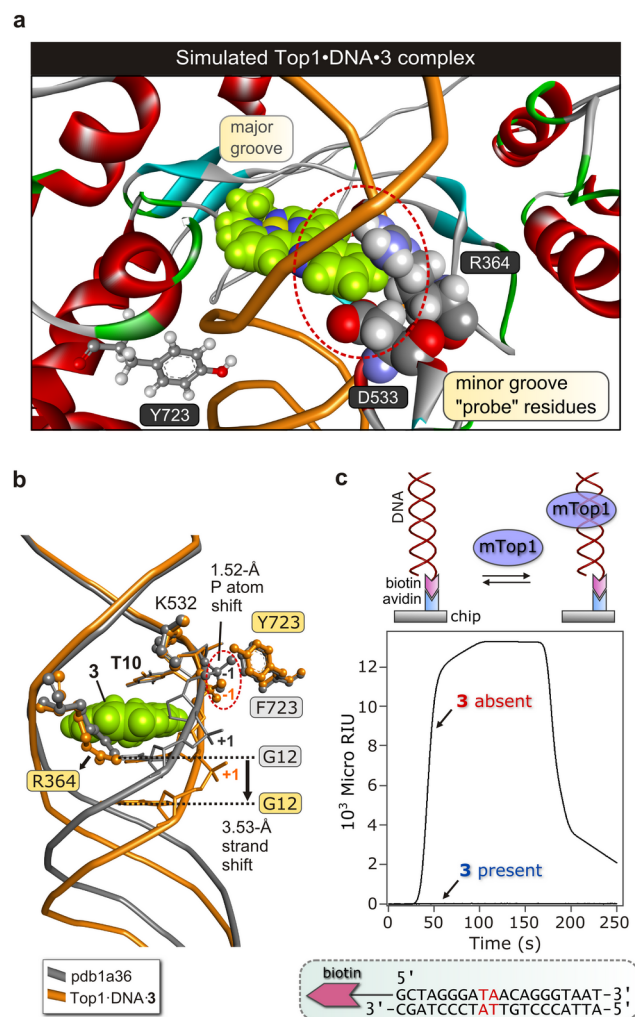 a
Simulated Top1•DNA•3 complex
major
groove
R364
Y723
D533
minor groove
"probe" residues
b
1.52-Å
P atom
shift
K532
Y723
3
T10
-1
-1
F723
+1
G12
R364
+1
G12
3.53-Å
strand
shift
pdb1a36
Top1·DNA·3
c
DNA
mTop1
mTop1
biotin
avidin
chip
12
10
8
6
4
2
0
10³ Micro RIU
3 absent
3 present
0 50 100 150 200 250
Time (s)
biotin
5'
GCTAGGGATAACAGGGTAAT-3'
3'-CGATCCCTATTGTCCCATTA-5'